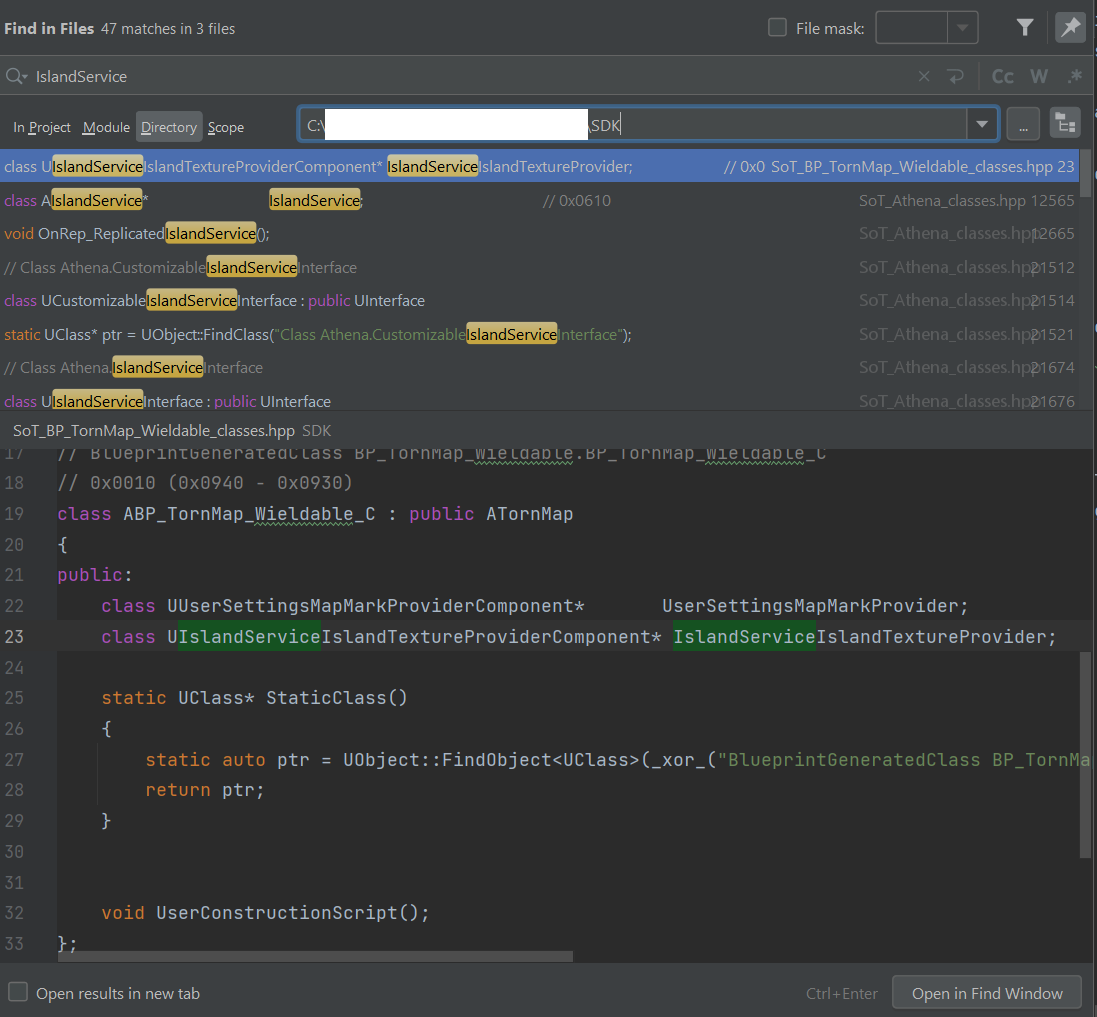 Find in Files 47 matches in 3 files File mask:
IslandService Cc W .*
In Project Module Directory Scope C:\ \SDK ...
class UIslandServiceIslandTextureProviderComponent* IslandServiceIslandTextureProvider; // 0x0 SoT_BP_TornMap_Wieldable_classes.hpp 23
class AIslandService* IslandService; // 0x0610 SoT_Athena_classes.hpp 12565
void OnRep_ReplicatedIslandService(); SoT_Athena_classes.hpp 12665
// Class Athena.CustomizableIslandServiceInterface SoT_Athena_classes.hpp 21512
class UCustomizableIslandServiceInterface : public UInterface SoT_Athena_classes.hpp 21514
static UClass* ptr = UObject::FindClass("Class Athena.CustomizableIslandServiceInterface"); SoT_Athena_classes.hpp 21521
// Class Athena.IslandServiceInterface SoT_Athena_classes.hpp 21674
class UIslandServiceInterface : public UInterface SoT_Athena_classes.hpp 21676
SoT_BP_TornMap_Wieldable_classes.hpp SDK
17 // BlueprintGeneratedClass BP_TornMap_Wieldable.BP_TornMap_Wieldable_C
18 // 0x0010 (0x0940 - 0x0930)
19 class ABP_TornMap_Wieldable_C : public ATornMap
20 {
21 public:
22 class UUserSettingsMapMarkProviderComponent* UserSettingsMapMarkProvider;
23 class UIslandServiceIslandTextureProviderComponent* IslandServiceIslandTextureProvider;
24
25 static UClass* StaticClass()
26 {
27 static auto ptr = UObject::FindObject<UClass>(_xor_("BlueprintGeneratedClass BP_TornMa
28 return ptr;
29 }
30
31
32 void UserConstructionScript();
33 };
Open results in new tab Ctrl+Enter Open in Find Window